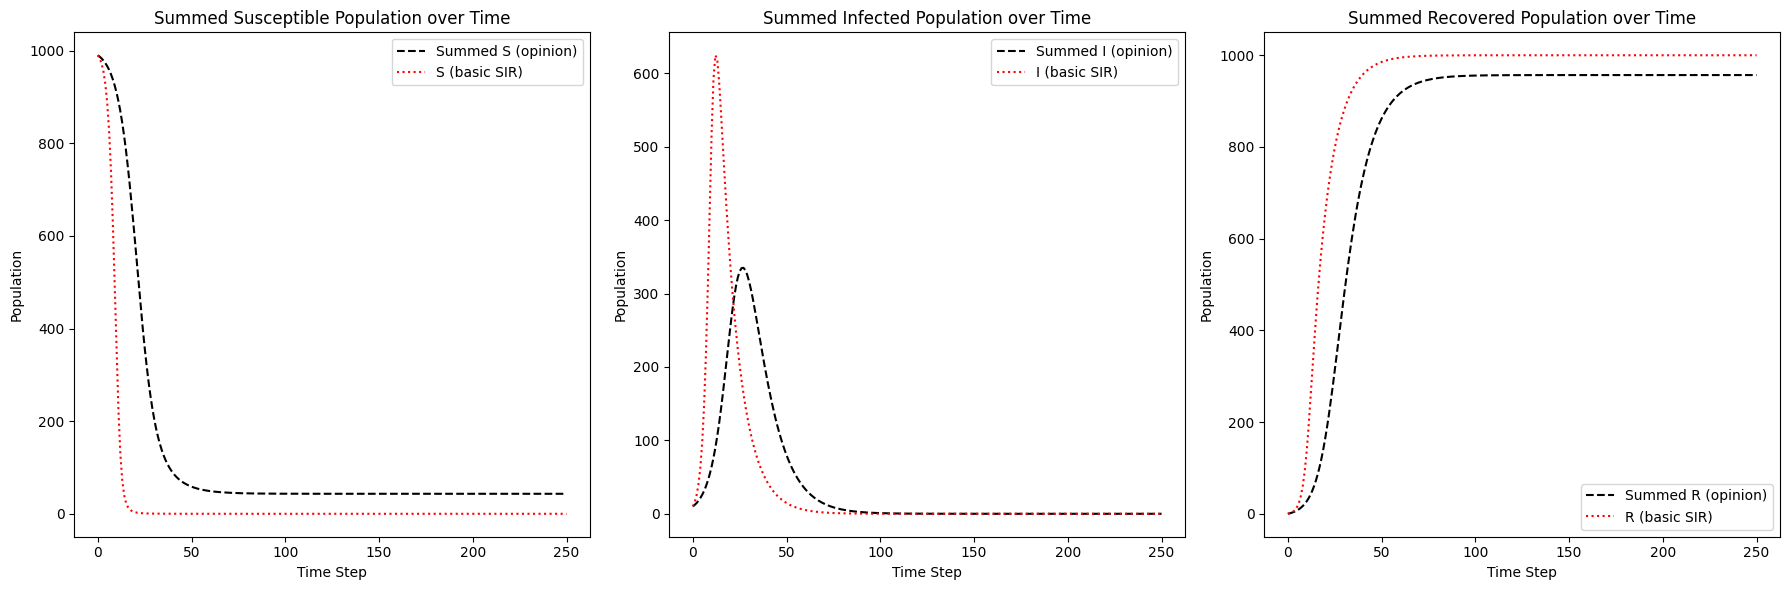 Summed Susceptible Population over Time
Summed S (opinion)
S (basic SIR)
Population
1000
800
600
400
200
0
0 50 100 150 200 250
Time Step
Summed Infected Population over Time
Summed I (opinion)
I (basic SIR)
Population
600
500
400
300
200
100
0
0 50 100 150 200 250
Time Step
Summed Recovered Population over Time
Population
1000
800
600
400
200
0
Summed R (opinion)
R (basic SIR)
0 50 100 150 200 250
Time Step